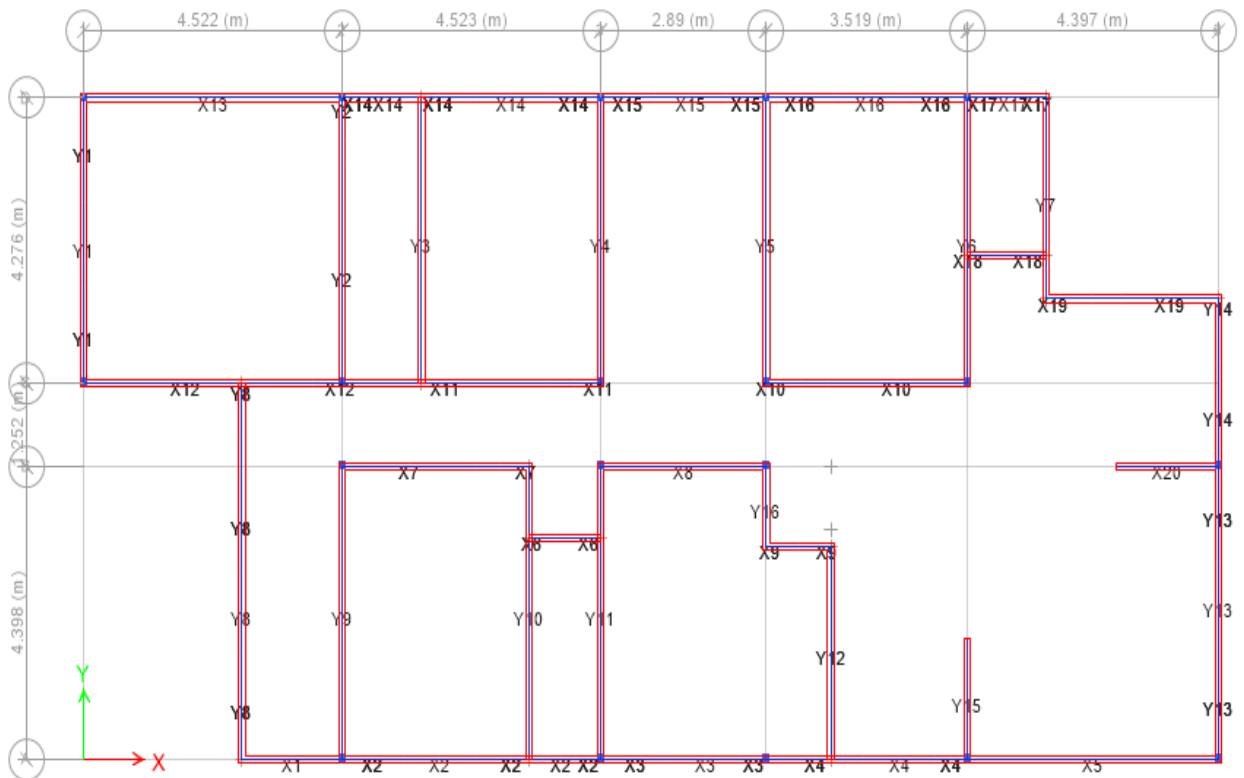 4.522 (m) 4.523 (m) 2.89 (m) 3.519 (m) 4.397 (m)
X13 X14 X14 X14 X14 X14 X15 X15 X15 X16 X16 X16 X17 X17 X17
Y2
Y1
Y7
4.276 (m)
Y1 Y3 Y4 Y5 Y6
X18 X18
Y2
X19 X19 Y14
Y1
X12 X12 X11 X11 X10 X10
Y8
1.252 (m)
Y14
X7 X7 X8 X20
Y16 Y13
Y8
X6 X6 X9 X9
4.398 (m)
Y8 Y9 Y10 Y11 Y13
Y12
Y
Y15
Y8 Y13
X
X1 X2 X2 X2 X2 X2 X3 X3 X3 X4 X4 X4 X5